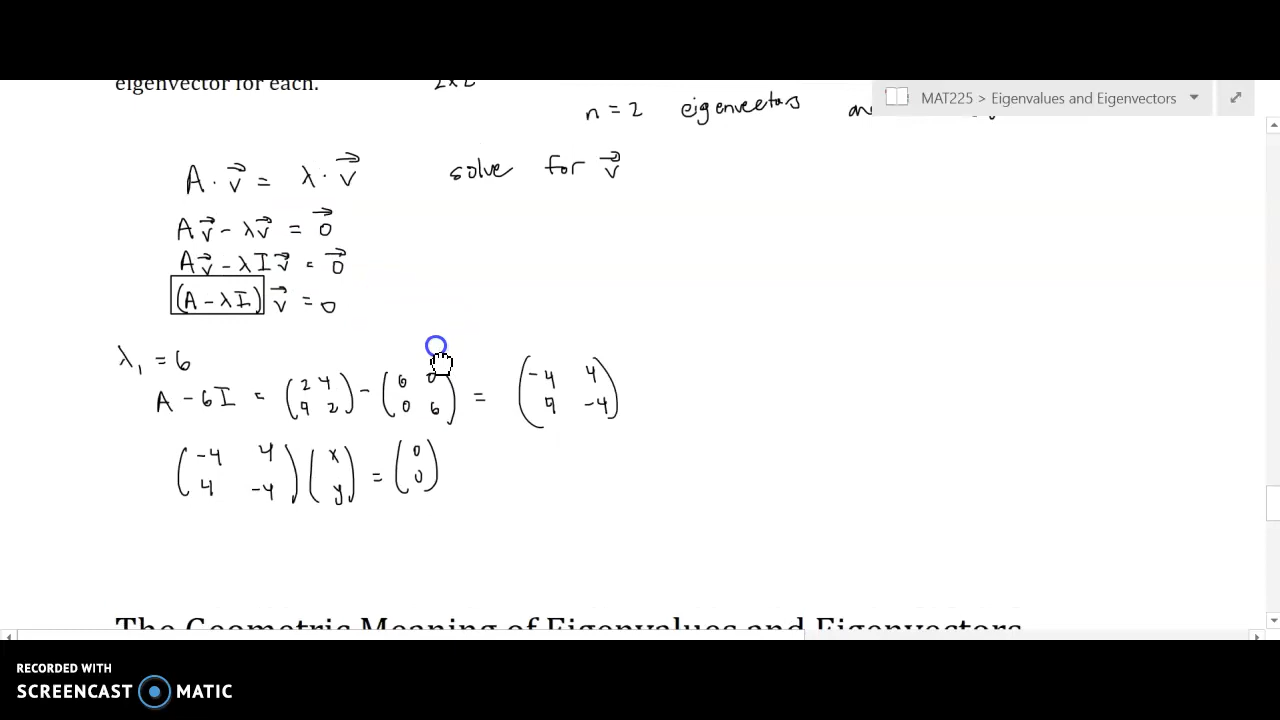 eigenvector for each. 2x2
MAT225 > Eigenvalues and Eigenvectors
n = 2 eigenvectors
A · v⃗ = λ · v⃗ solve for v⃗
Av⃗ - λv⃗ = 0⃗
Av⃗ - λIv⃗ = 0⃗
(A - λI) v⃗ = 0
λ₁ = 6
A - 6I = (2 4; 4 2) - (6 0; 0 6) = (-4 4; 4 -4)
(-4 4; 4 -4)(x; y) = (0; 0)
The Geometric Meaning of Eigenvalues and Eigenvectors
RECORDED WITH
SCREENCAST MATIC